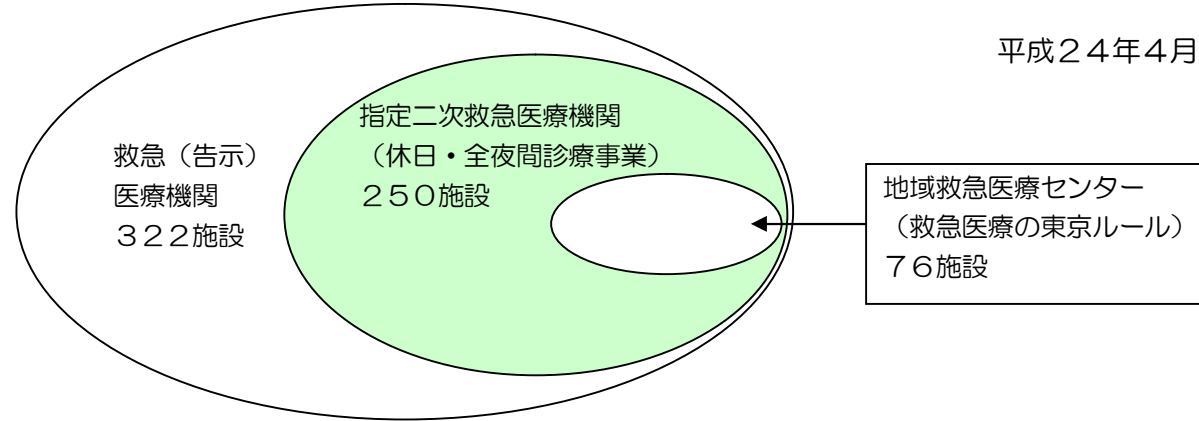 平成２４年４月
救急（告示）
医療機関
３２２施設
指定二次救急医療機関
（休日・全夜間診療事業）
２５０施設
地域救急医療センター
（救急医療の東京ルール）
７６施設